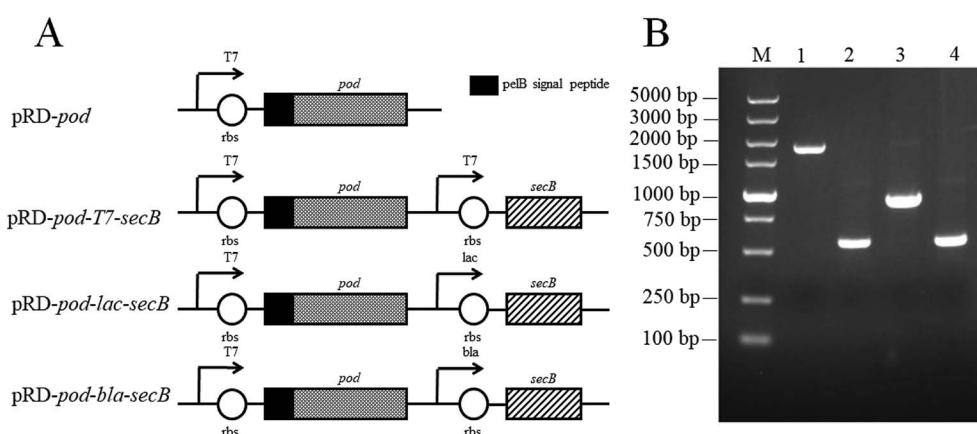 A
T7
pod
pelB signal peptide
pRD-pod
rbs
T7
pod
T7
secB
pRD-pod-T7-secB
rbs
rbs
T7
pod
lac
secB
pRD-pod-lac-secB
rbs
rbs
T7
pod
bla
secB
pRD-pod-bla-secB
rbs
rbs
B
M 1 2 3 4
5000 bp
3000 bp
2000 bp
1500 bp
1000 bp
750 bp
500 bp
250 bp
100 bp